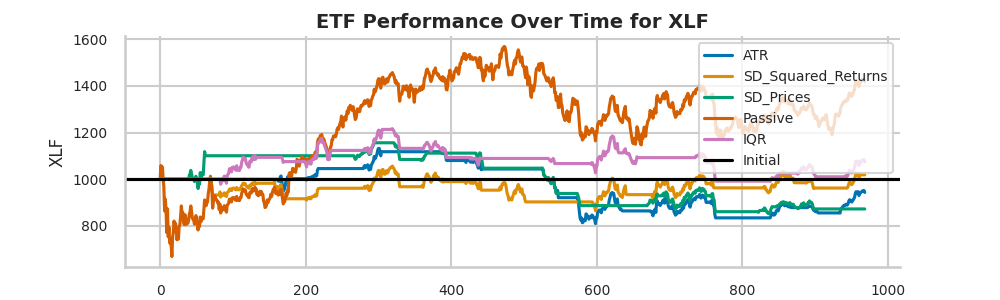 ETF Performance Over Time for XLF
1600
1400
1200
1000
800
XLF
ATR
SD_Squared_Returns
SD_Prices
Passive
IQR
Initial
0 200 400 600 800 1000